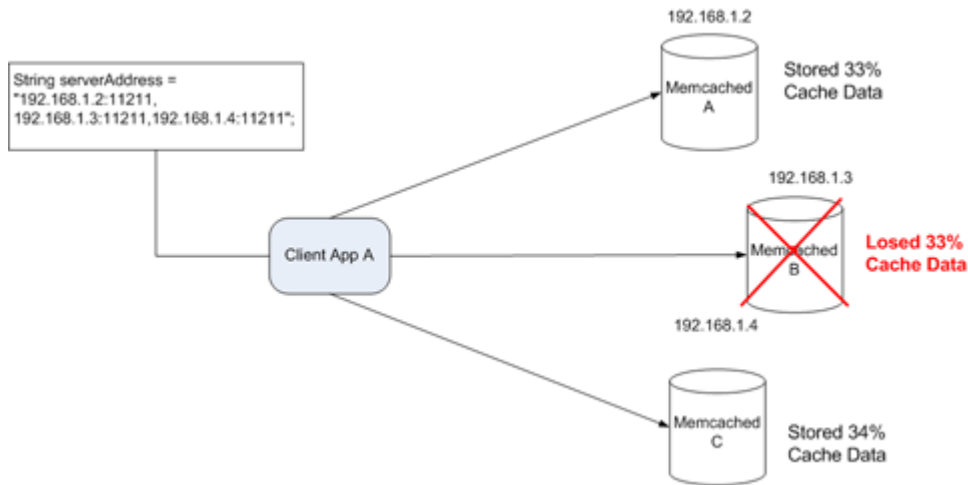 192.168.1.2
String serverAddress =
"192.168.1.2:11211,
192.168.1.3:11211,192.168.1.4:11211";
Memcached
A
Stored 33%
Cache Data
192.168.1.3
Client App A
Memcached
B
Losed 33%
Cache Data
192.168.1.4
Memcached
C
Stored 34%
Cache Data